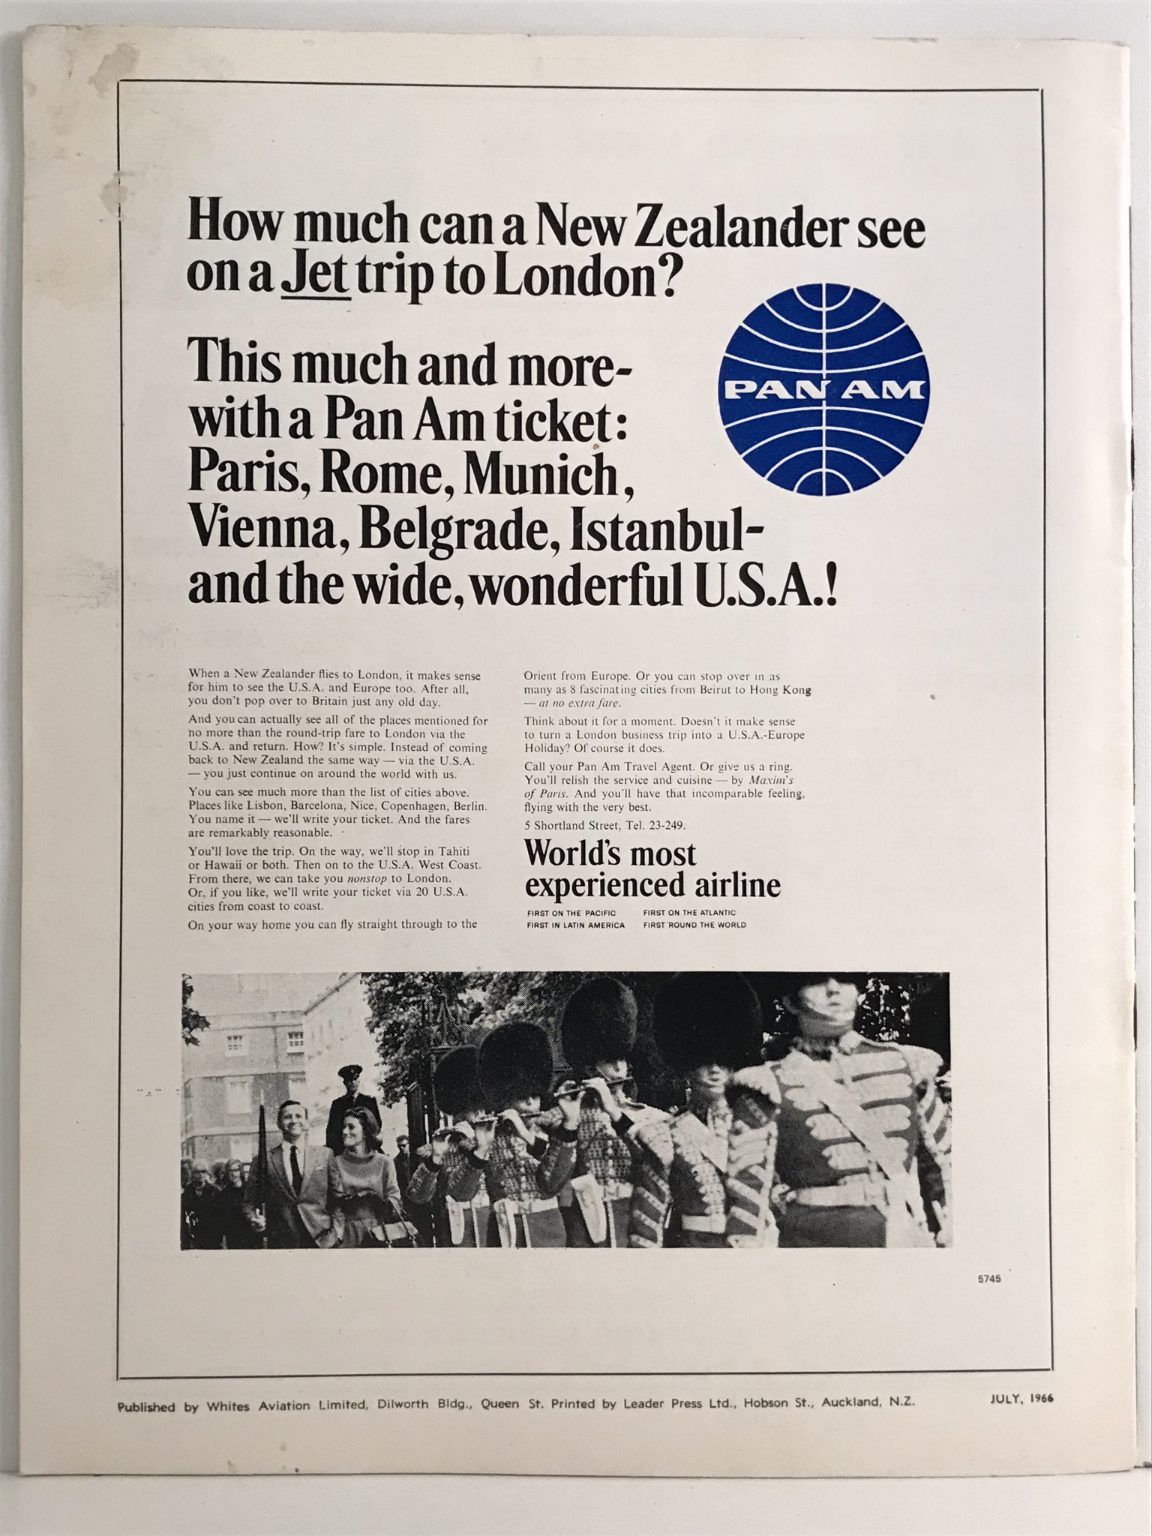 How much can a New Zealander see
on a Jet trip to London?
This much and more-
with a Pan Am ticket:
Paris, Rome, Munich,
Vienna, Belgrade, Istanbul-
and the wide, wonderful U.S.A.!
PAN AM
When a New Zealander flies to London, it makes sense
for him to see the U.S.A. and Europe too. After all,
you don't pop over to Britain just any old day.
And you can actually see all of the places mentioned for
no more than the round-trip fare to London via the
U.S.A. and return. How? It's simple. Instead of coming
back to New Zealand the same way — via the U.S.A.
— you just continue on around the world with us.
You can see much more than the list of cities above.
Places like Lisbon, Barcelona, Nice, Copenhagen, Berlin.
You name it — we'll write your ticket. And the fares
are remarkably reasonable.
You'll love the trip. On the way, we'll stop in Tahiti
or Hawaii or both. Then on to the U.S.A. West Coast.
From there, we can take you nonstop to London.
Or, if you like, we'll write your ticket via 20 U.S.A.
cities from coast to coast.
On your way home you can fly straight through to the
Orient from Europe. Or you can stop over in as
many as 8 fascinating cities from Beirut to Hong Kong
— at no extra fare.
Think about it for a moment. Doesn't it make sense
to turn a London business trip into a U.S.A.-Europe
Holiday? Of course it does.
Call your Pan Am Travel Agent. Or give us a ring.
You'll relish the service and cuisine — by Maxim's
of Paris. And you'll have that incomparable feeling,
flying with the very best.
5 Shortland Street, Tel. 23-249.
World's most
experienced airline
FIRST ON THE PACIFIC FIRST ON THE ATLANTIC
FIRST IN LATIN AMERICA FIRST 'ROUND THE WORLD
5745
Published by Whites Aviation Limited, Dilworth Bldg., Queen St. Printed by Leader Press Ltd., Hobson St., Auckland, N.Z.
JULY, 1966